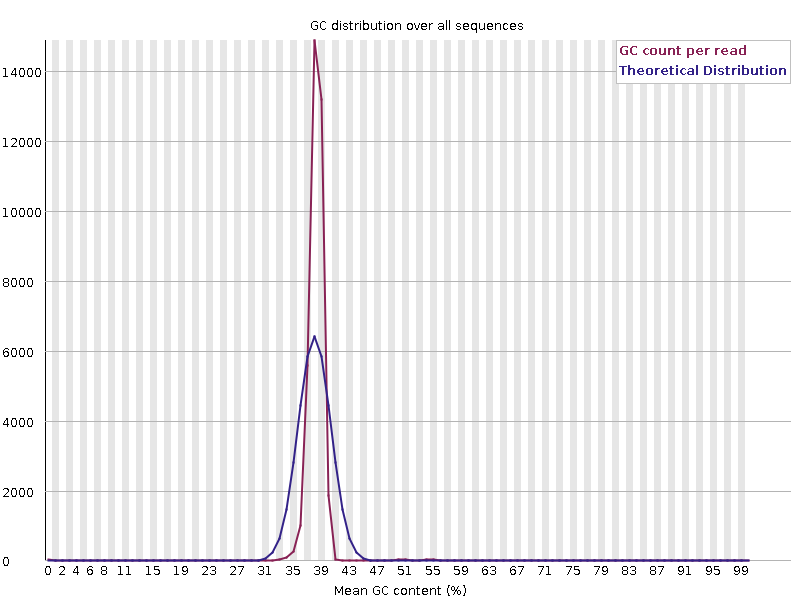 GC distribution over all sequences
GC count per read
Theoretical Distribution
14000
12000
10000
8000
6000
4000
2000
0
0 2 4 6 8 11 15 19 23 27 31 35 39 43 47 51 55 59 63 67 71 75 79 83 87 91 95 99
Mean GC content (%)